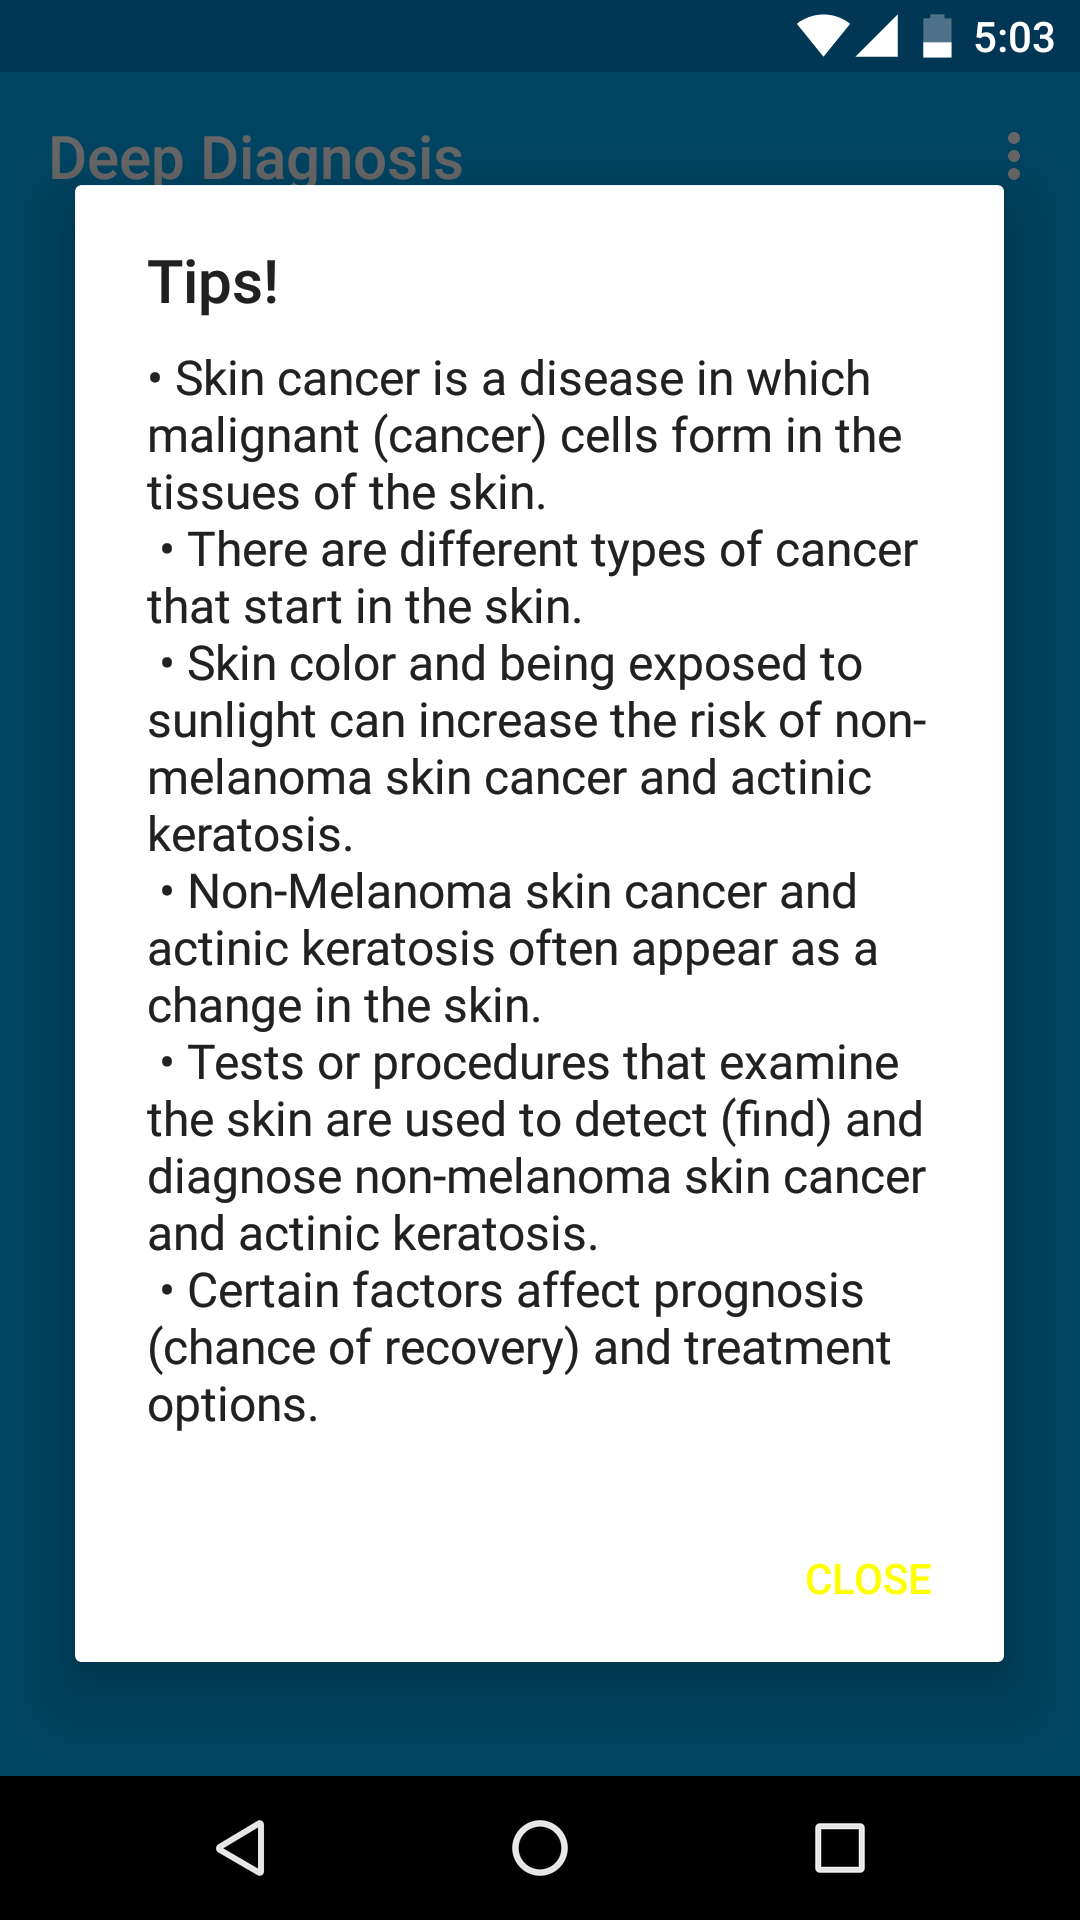 5:03
Deep Diagnosis
Tips!
• Skin cancer is a disease in which
malignant (cancer) cells form in the
tissues of the skin.
• There are different types of cancer
that start in the skin.
• Skin color and being exposed to
sunlight can increase the risk of non-
melanoma skin cancer and actinic
keratosis.
• Non-Melanoma skin cancer and
actinic keratosis often appear as a
change in the skin.
• Tests or procedures that examine
the skin are used to detect (find) and
diagnose non-melanoma skin cancer
and actinic keratosis.
• Certain factors affect prognosis
(chance of recovery) and treatment
options.
CLOSE